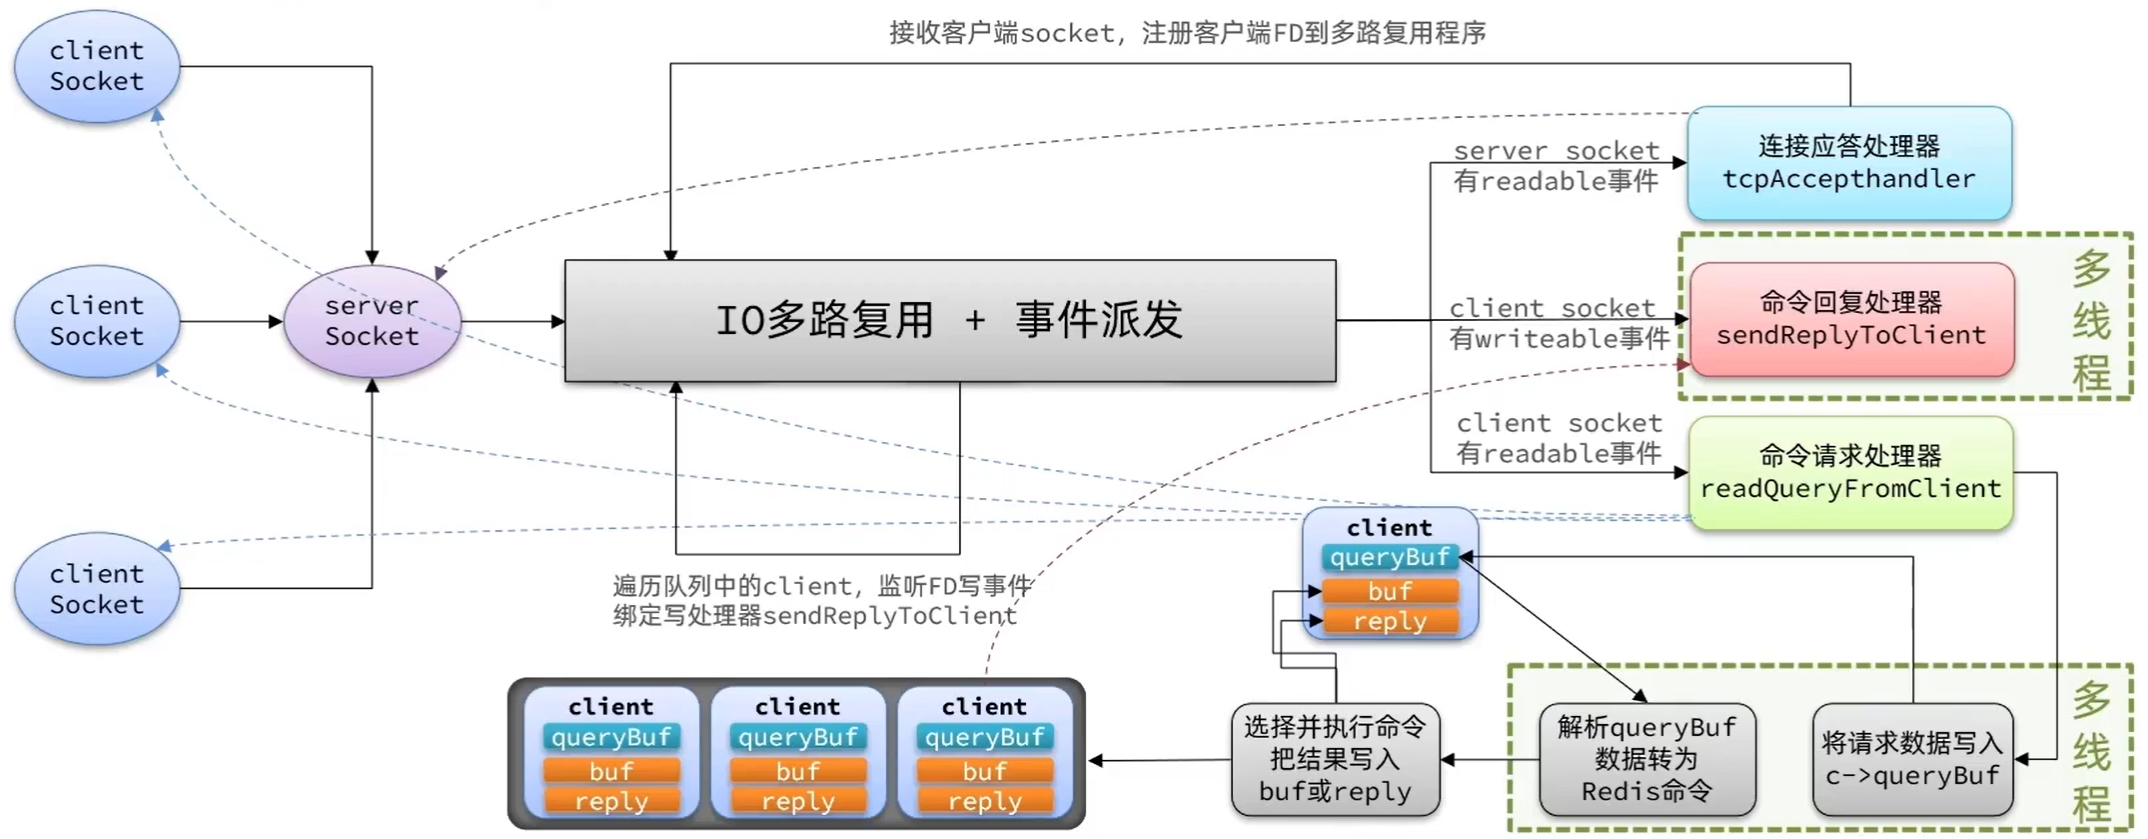 接收客户端socket，注册客户端FD到多路复用程序
client
Socket
client
Socket
client
Socket
server
Socket
IO多路复用 + 事件派发
server socket
有readable事件
连接应答处理器
tcpAccepthandler
client socket
有writeable事件
命令回复处理器
sendReplyToClient
多
线
程
client socket
有readable事件
命令请求处理器
readQueryFromClient
遍历队列中的client，监听FD写事件
绑定写处理器sendReplyToClient
client
queryBuf
buf
reply
client
queryBuf
buf
reply
client
queryBuf
buf
reply
client
queryBuf
buf
reply
选择并执行命令
把结果写入
buf或reply
解析queryBuf
数据转为
Redis命令
将请求数据写入
c->queryBuf
多
线
程